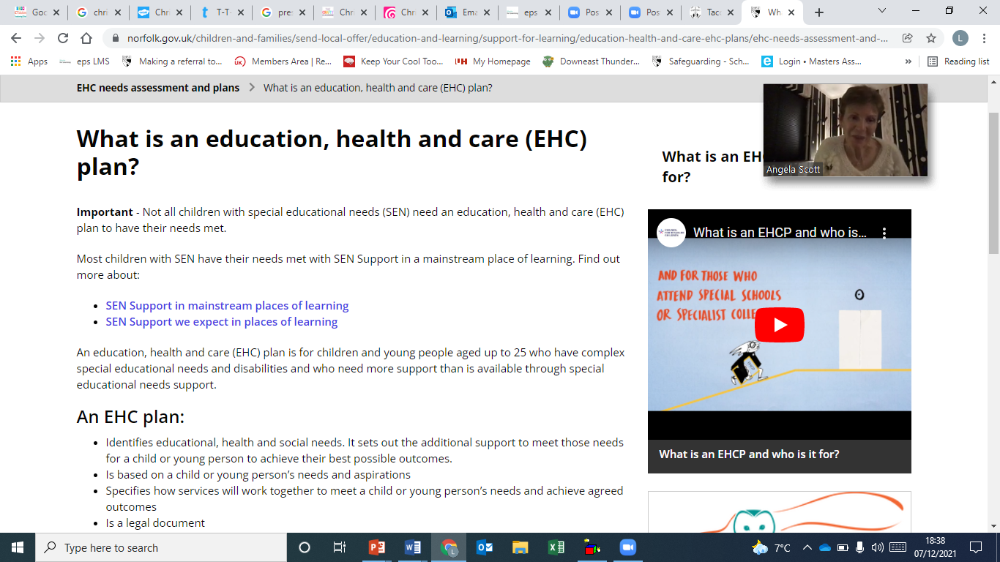 Goo
chri
Chri
T-T-
pres
Chri
Chri
Ema
eps
Pos
Pos
Taco
Wh
norfolk.gov.uk/children-and-families/send-local-offer/education-and-learning/support-for-learning/education-health-and-care-ehc-plans/ehc-needs-assessment-and-...
L
Apps
eps LMS
Making a referral to...
Members Area | Re...
Keep Your Cool Too...
My Homepage
Downeast Thunder...
Safeguarding - Sch...
Login • Masters Ass...
»
Reading list
EHC needs assessment and plans
What is an education, health and care (EHC) plan?
What is an education, health and care (EHC)
plan?
Important - Not all children with special educational needs (SEN) need an education, health and care (EHC)
plan to have their needs met.
Most children with SEN have their needs met with SEN Support in a mainstream place of learning. Find out
more about:
• SEN Support in mainstream places of learning
• SEN Support we expect in places of learning
An education, health and care (EHC) plan is for children and young people aged up to 25 who have complex
special educational needs and disabilities and who need more support than is available through special
educational needs support.
An EHC plan:
• Identifies educational, health and social needs. It sets out the additional support to meet those needs
for a child or young person to achieve their best possible outcomes.
• Is based on a child or young person's needs and aspirations
• Specifies how services will work together to meet a child or young person's needs and achieve agreed
outcomes
• Is a legal document
What is an EH
for?
Angela Scott
What is an EHCP and who is...
AND FOR THOSE WHO
ATTEND SPECIAL SCHOOLS
OR SPECIALIST COLLE
What is an EHCP and who is it for?
Type here to search
7°C
18:38
07/12/2021